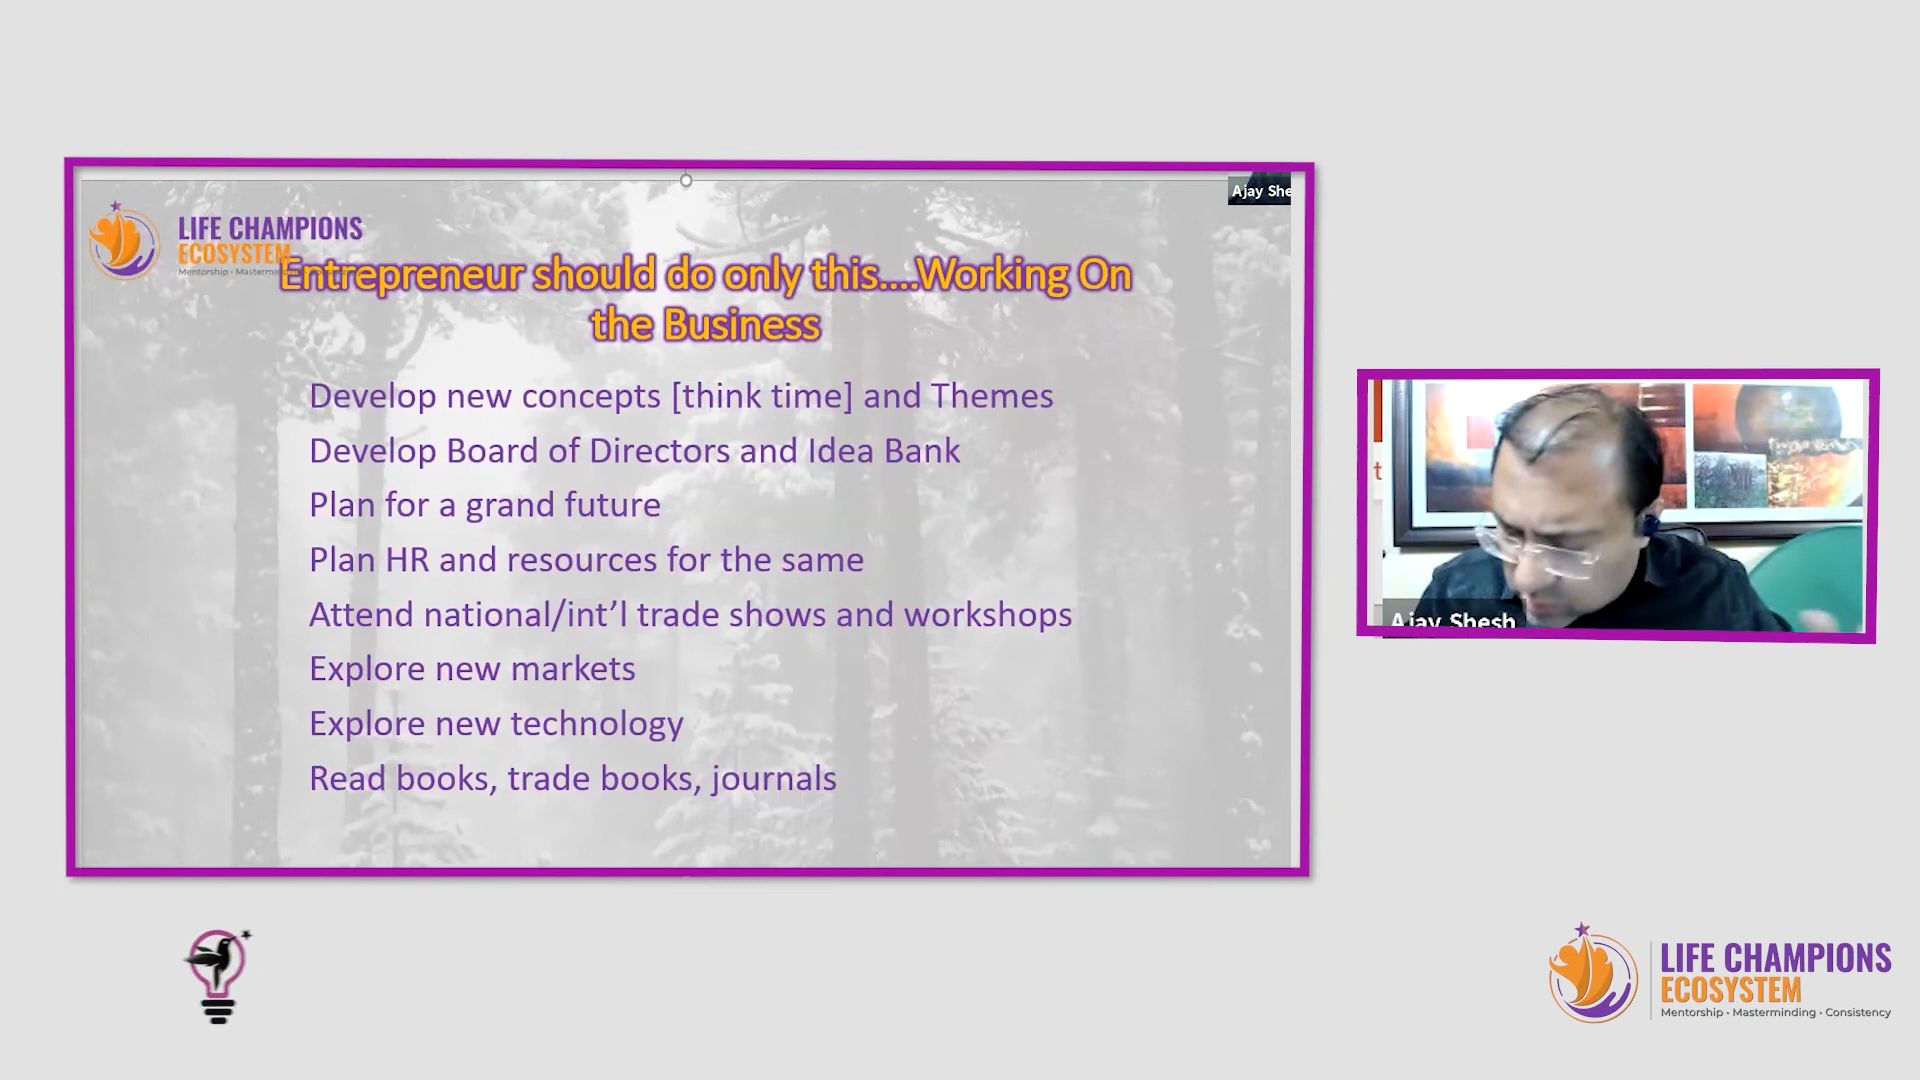 Ajay She
LIFE CHAMPIONS
ECOSYSTEM
Entrepreneur should do only this....Working On
the Business
Develop new concepts [think time] and Themes
Develop Board of Directors and Idea Bank
Plan for a grand future
Plan HR and resources for the same
Attend national/int'l trade shows and workshops
Explore new markets
Explore new technology
Read books, trade books, journals
t
Ajay Shesh
LIFE CHAMPIONS
ECOSYSTEM
Mentorship · Masterminding · Consistency